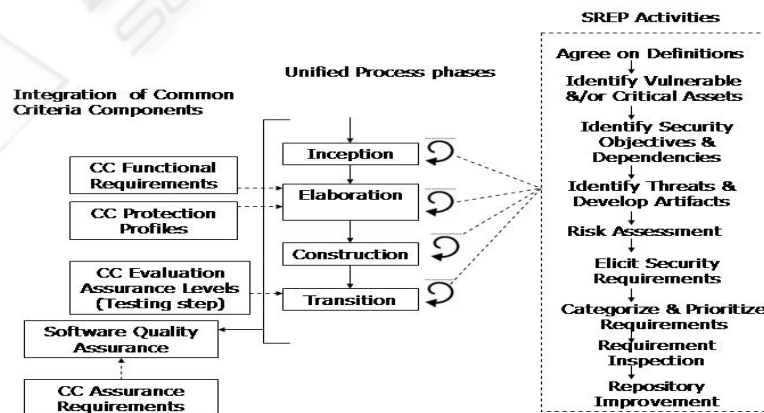 SREP Activities
Agree on Definitions
Identify Vulnerable
&/or Critical Assets
Identify Security
Objectives &
Dependencies
Identify Threats &
Develop Artifacts
Risk Assessment
Elicit Security
Requirements
Categorize & Prioritize
Requirements
Requirement
Inspection
Repository
Improvement
Unified Process phases
Inception
Elaboration
Construction
Transition
Integration of Common
Criteria Components
CC Functional
Requirements
CC Protection
Profiles
CC Evaluation
Assurance Levels
(Testing step)
Software Quality
Assurance
CC Assurance
Requirements